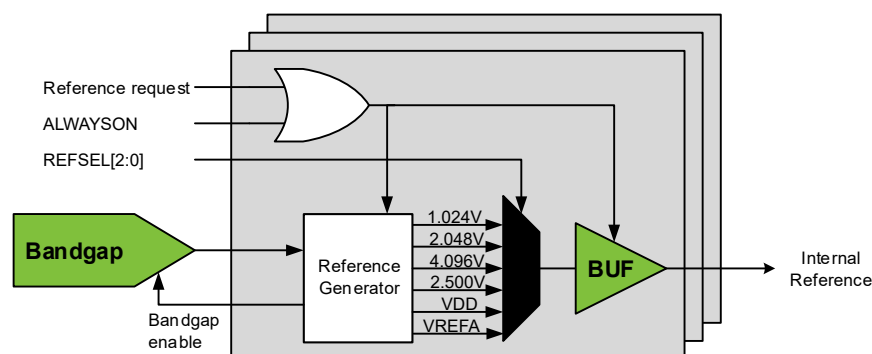 Reference request
ALWAYSON
REFSEL[2:0]
Bandgap
Bandgap
enable
Reference
Generator
1.024V
2.048V
4.096V
2.500V
VDD
VREFA
BUF
Internal
Reference